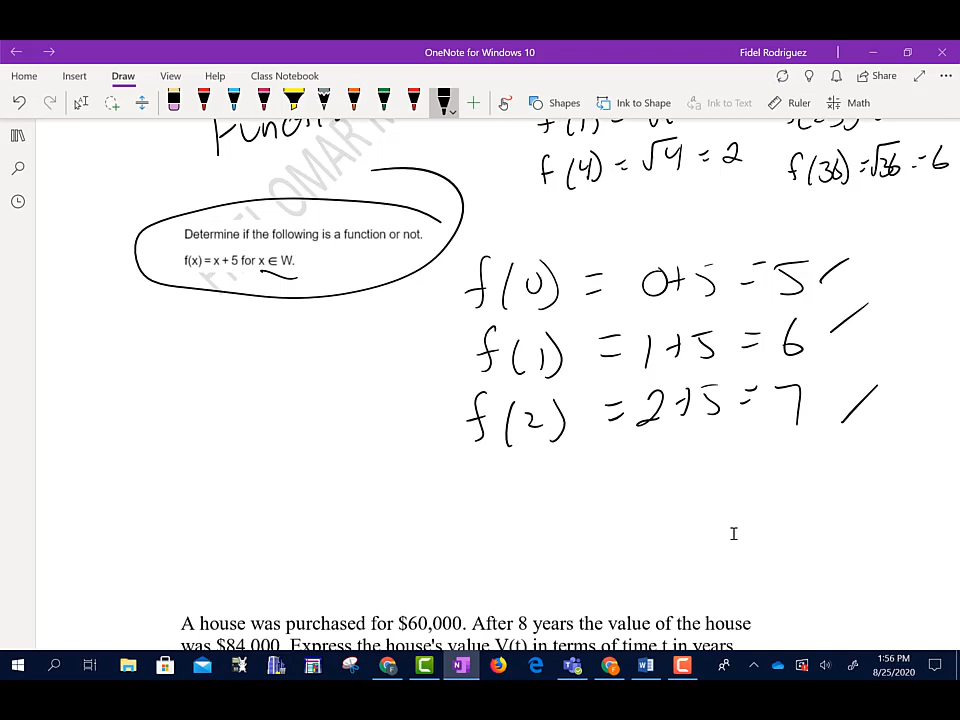 OneNote for Windows 10
Fidel Rodriguez
Home Insert Draw View Help Class Notebook Share
Shapes Ink to Shape Ink to Text Ruler Math
f(4) = √4 = 2
f(36) = √36 = 6
OMAR
Determine if the following is a function or not.
f(x) = x + 5 for x ∈ W.
f(0) = 0+5 = 5
f(1) = 1+5 = 6
f(2) = 2+5 = 7
A house was purchased for $60,000. After 8 years the value of the house
was $84,000. Express the house's value V(t) in terms of time t in years
1:56 PM
8/25/2020